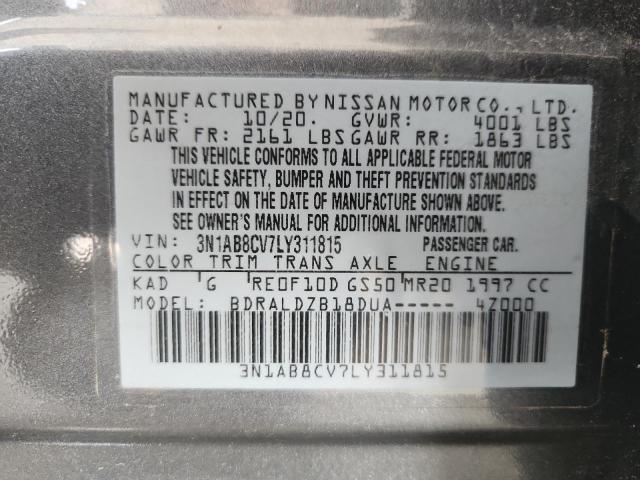 MANUFACTURED BY NISSAN MOTOR CO., LTD.
DATE: 10/20. GVWR: 4001 LBS
GAWR FR: 2161 LBS GAWR RR: 1863 LBS
THIS VEHICLE CONFORMS TO ALL APPLICABLE FEDERAL MOTOR
VEHICLE SAFETY, BUMPER AND THEFT PREVENTION STANDARDS
IN EFFECT ON THE DATE OF MANUFACTURE SHOWN ABOVE.
SEE OWNER'S MANUAL FOR ADDITIONAL INFORMATION.
VIN: 3N1AB8CV7LY311815 PASSENGER CAR.
COLOR TRIM TRANS AXLE ENGINE
KAD G RE0F10D GS50 MR20 1997 CC
MODEL: BDRALDZB18DUA----- 4Z000
3N1AB8CV7LY311815